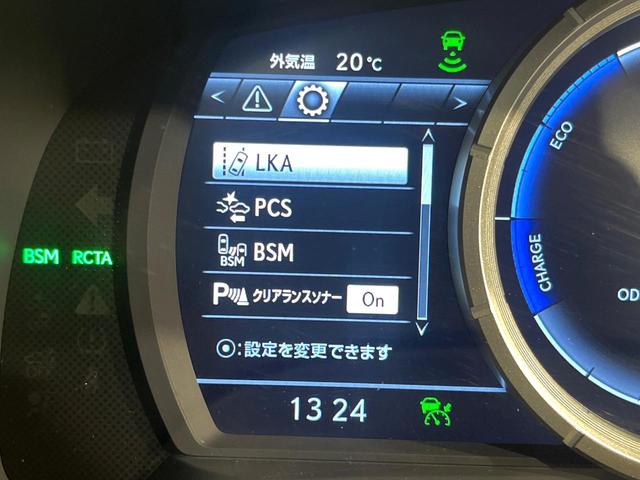 外気温 20℃
< >
LKA
PCS
BSM
BSM
P クリアランスソナー On
⦿:設定を変更できます
13 24
BSM RCTA
ECO
CHARGE
OD